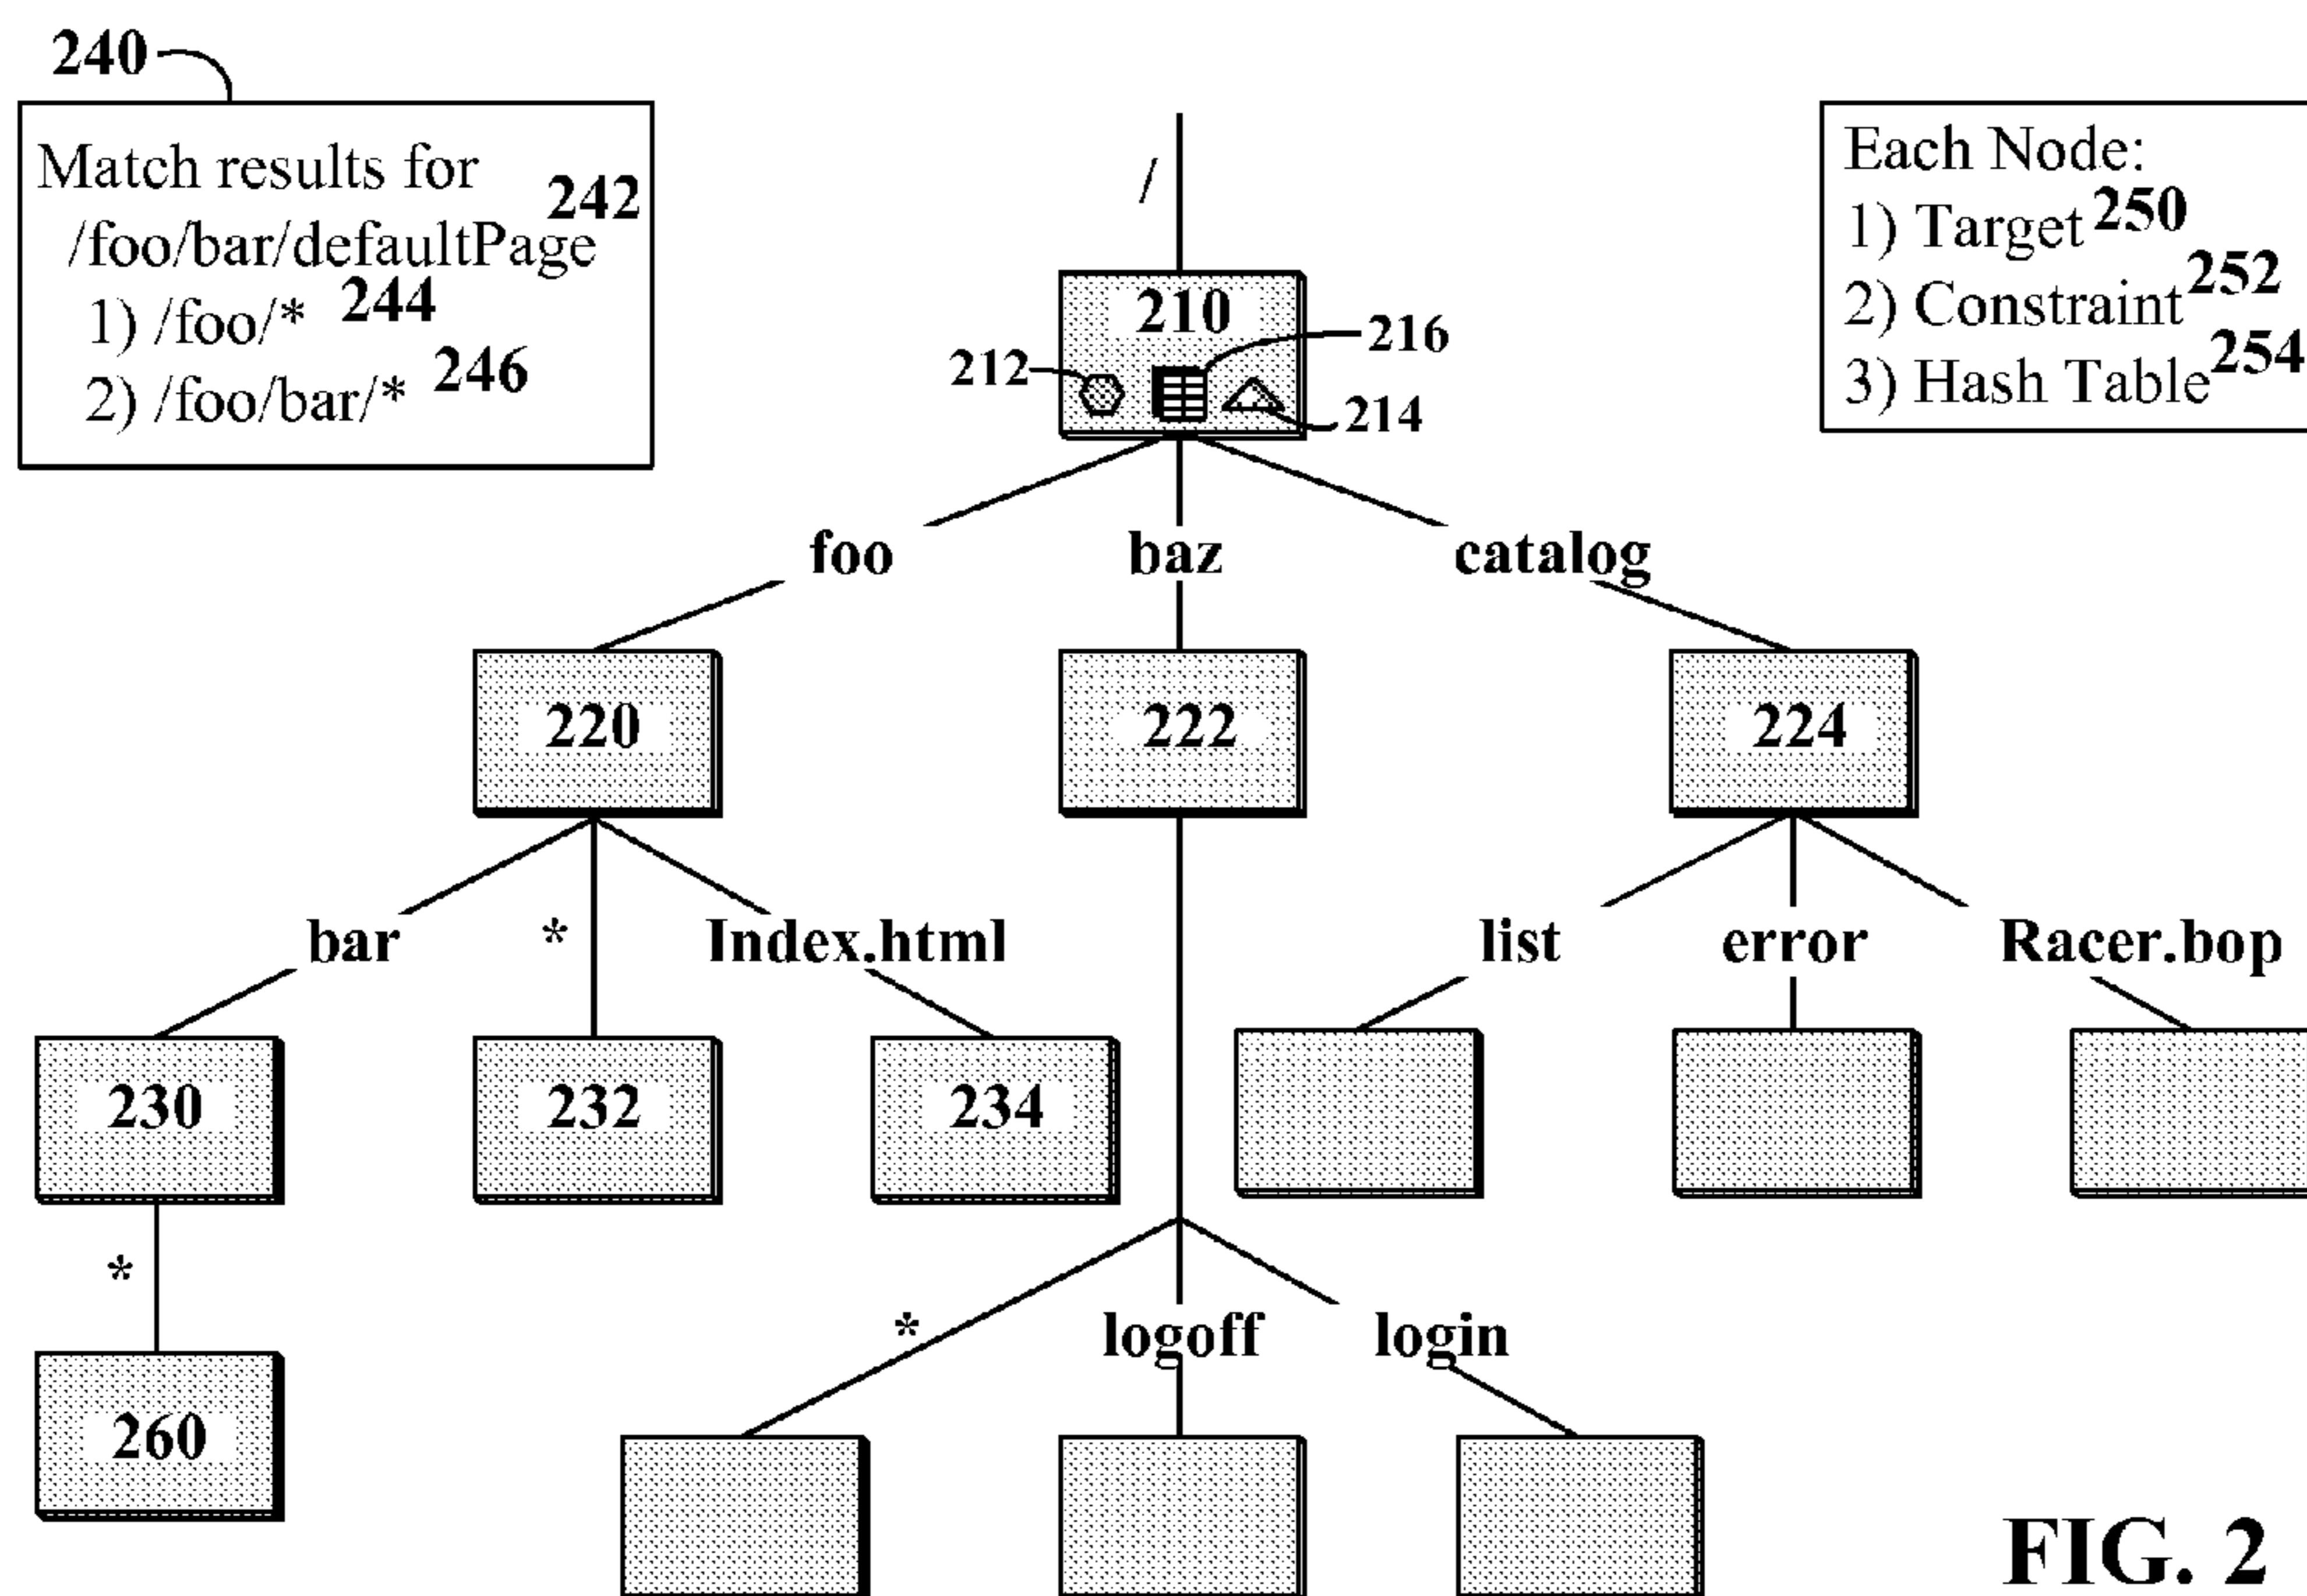 240
Match results for
242
/foo/bar/defaultPage
1) /foo/* 244
2) /foo/bar/* 246
/
Each Node:
1) Target 250
2) Constraint 252
3) Hash Table 254
210
212
216
214
foo baz catalog
220 222 224
bar * Index.html list error Racer.bop
230 232 234
*
* logoff login
260
FIG. 2